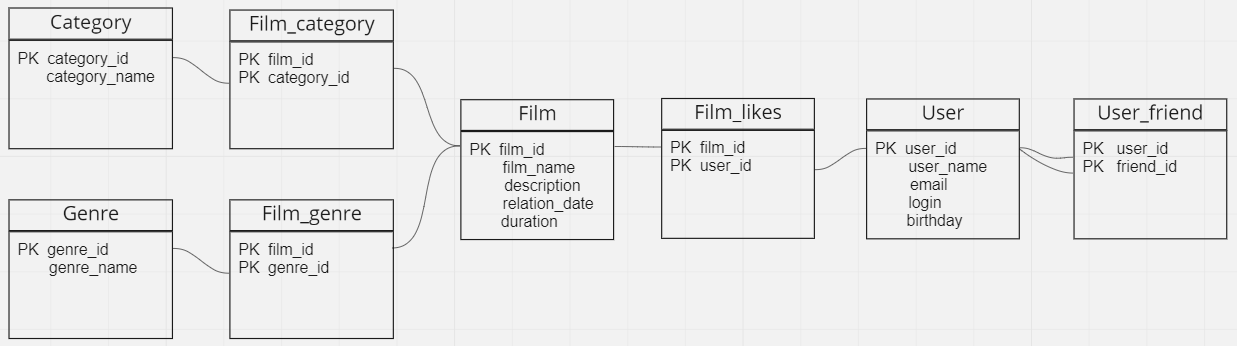 Category
PK category_id
category_name
Film_category
PK film_id
PK category_id
Genre
PK genre_id
genre_name
Film_genre
PK film_id
PK genre_id
Film
PK film_id
film_name
description
relation_date
duration
Film_likes
PK film_id
PK user_id
User
PK user_id
user_name
email
login
birthday
User_friend
PK user_id
PK friend_id